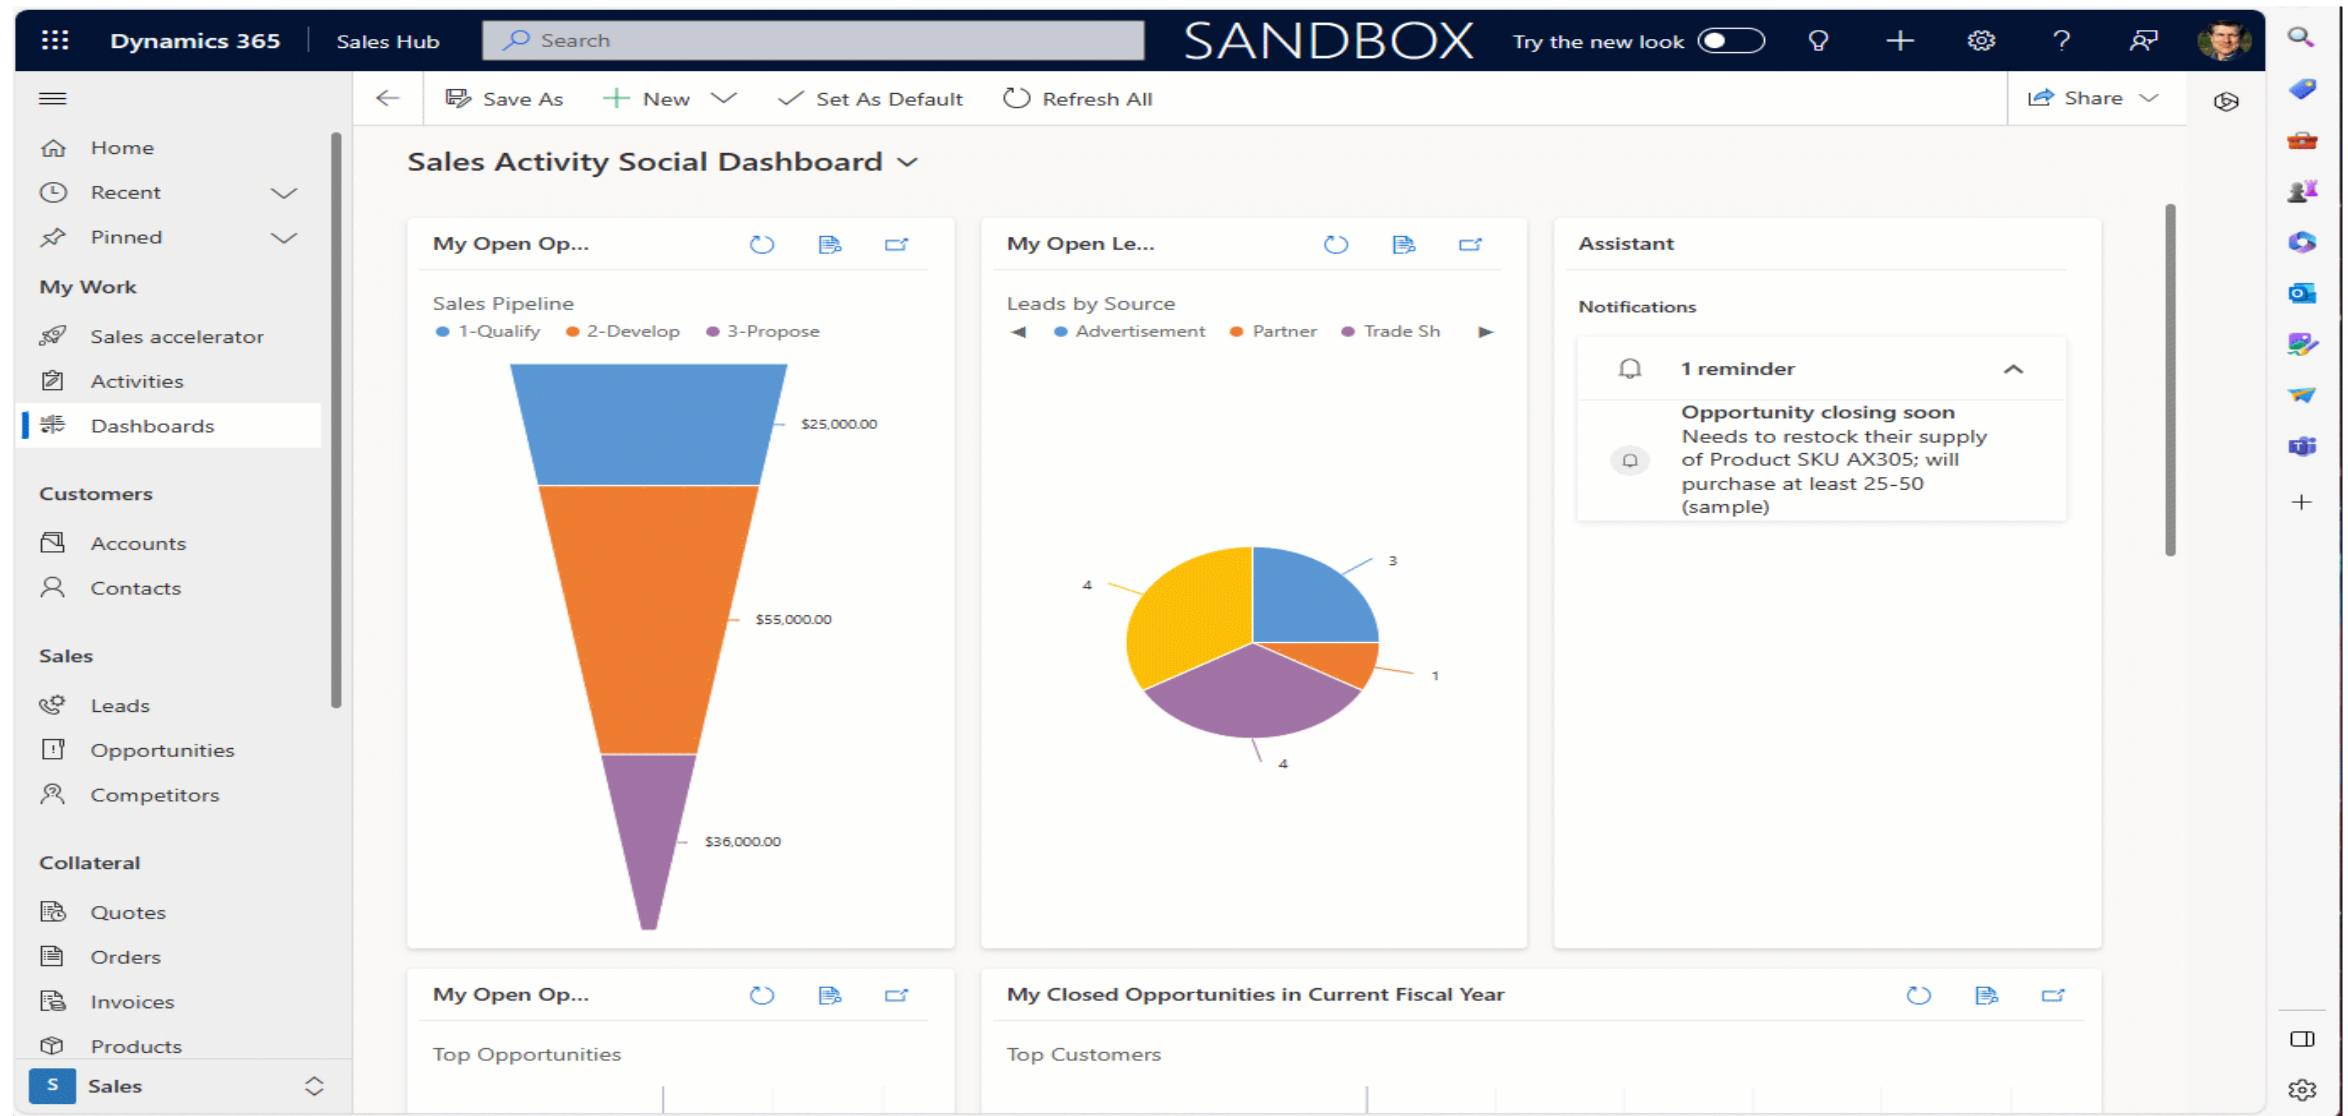 Dynamics 365
Sales Hub
Search
SANDBOX
Try the new look
Save As
New
Set As Default
Refresh All
Share
Home
Recent
Pinned
My Work
Sales accelerator
Activities
Dashboards
Customers
Accounts
Contacts
Sales
Leads
Opportunities
Competitors
Collateral
Quotes
Orders
Invoices
Products
S
Sales
Sales Activity Social Dashboard
My Open Op...
Sales Pipeline
1-Qualify 2-Develop 3-Propose
$25,000.00
$55,000.00
$36,000.00
My Open Le...
Leads by Source
Advertisement Partner Trade Sh
3
4
1
4
Assistant
Notifications
1 reminder
Opportunity closing soon
Needs to restock their supply
of Product SKU AX305; will
purchase at least 25-50
(sample)
My Open Op...
Top Opportunities
My Closed Opportunities in Current Fiscal Year
Top Customers